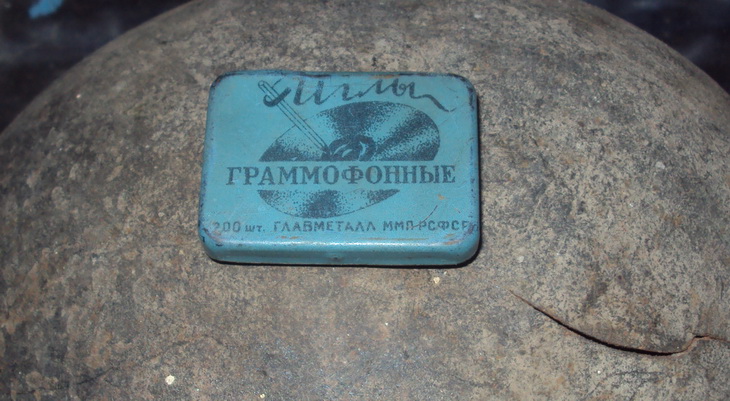 Иглы
ГРАММОФОННЫЕ
200 шт. ГЛАВМЕТАЛЛ ММП-РСФСР